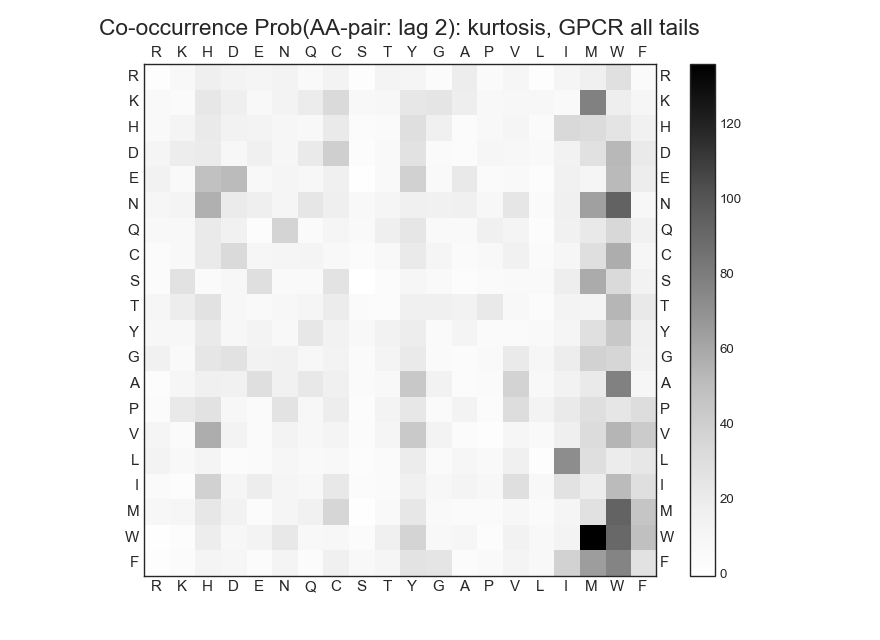 Co-occurrence Prob(AA-pair: lag 2): kurtosis, GPCR all tails
R K H D E N Q C S T Y G A P V L I M W F
R R
K K
H H
120
D D
E E
100
N N
Q Q
C C
80
S S
T T
60
Y Y
G G
A A
40
P P
V V
L L
20
I I
M M
W W
F F
0
R K H D E N Q C S T Y G A P V L I M W F